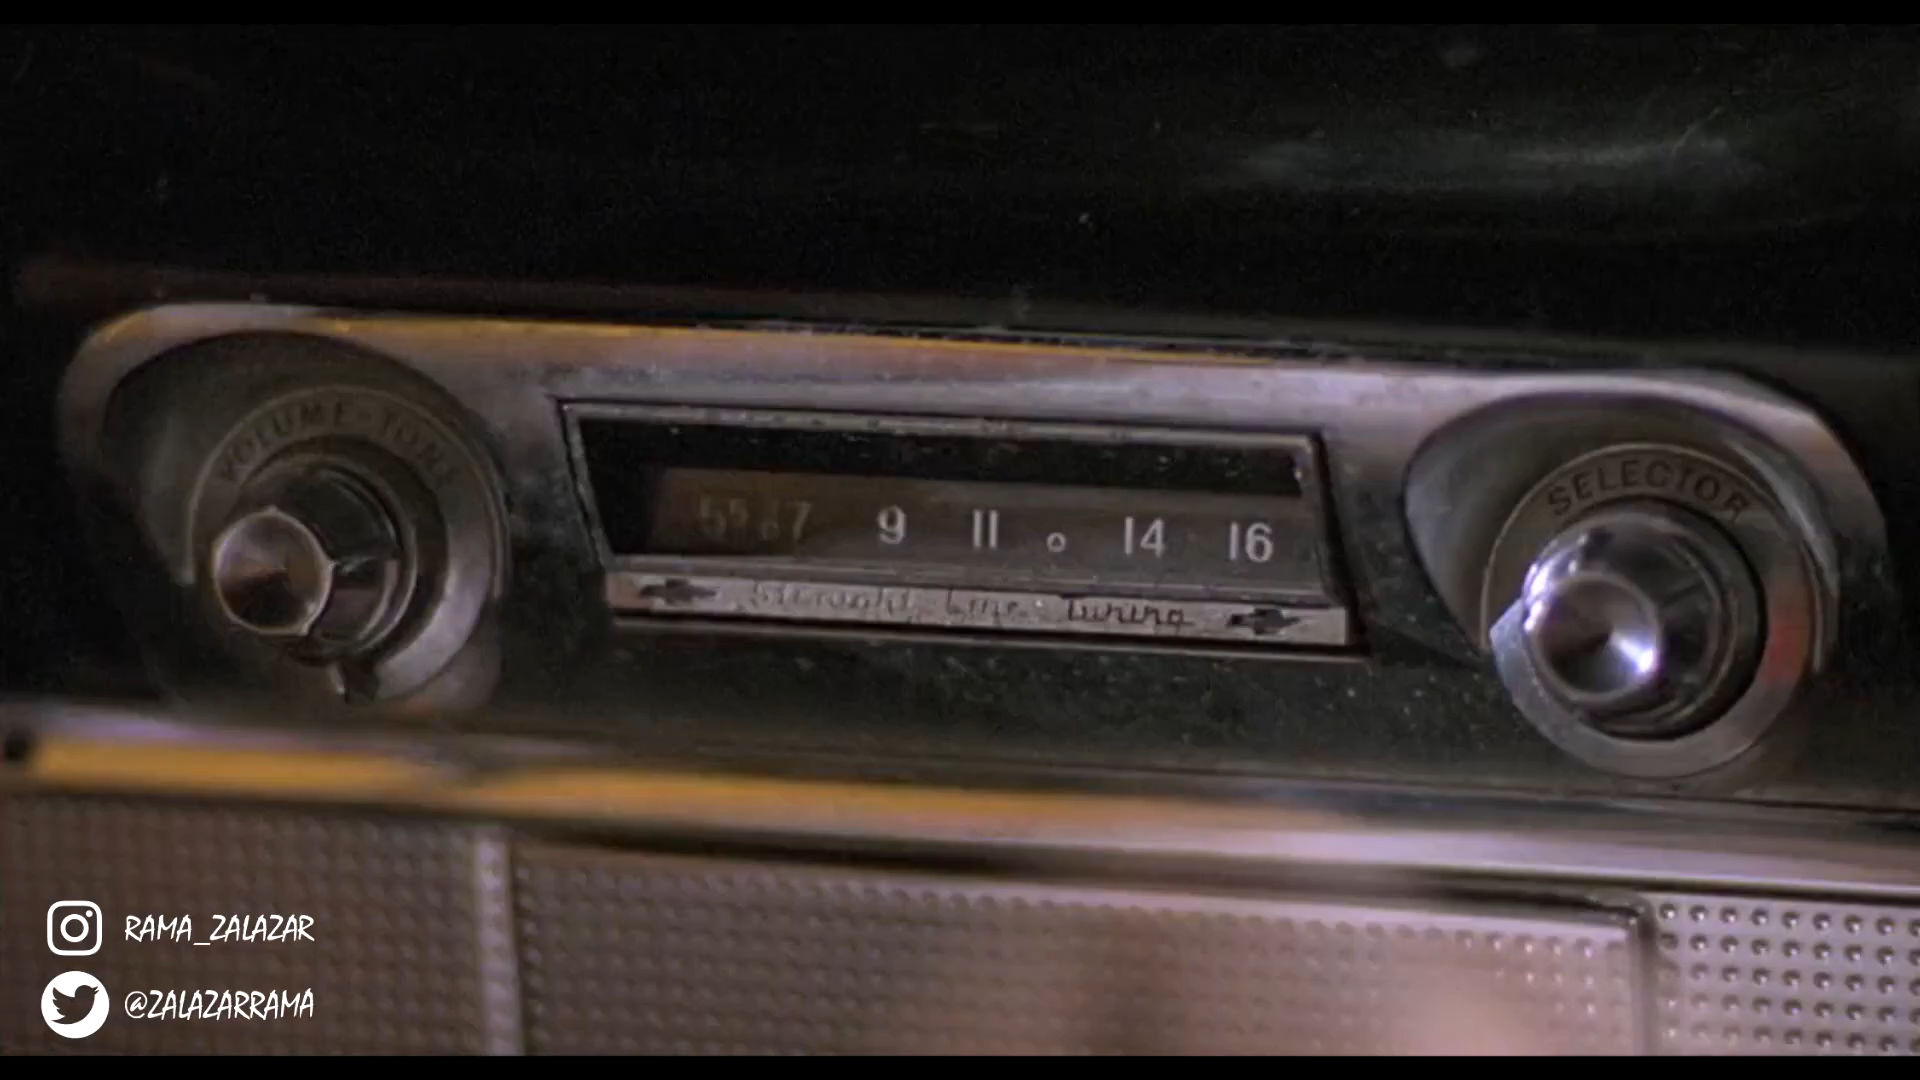 VOLUME-TONE
SELECTOR
55 7 9 11 14 16
Straight Line Tuning
RAMA_ZALAZAR
@ZALAZARRAMA